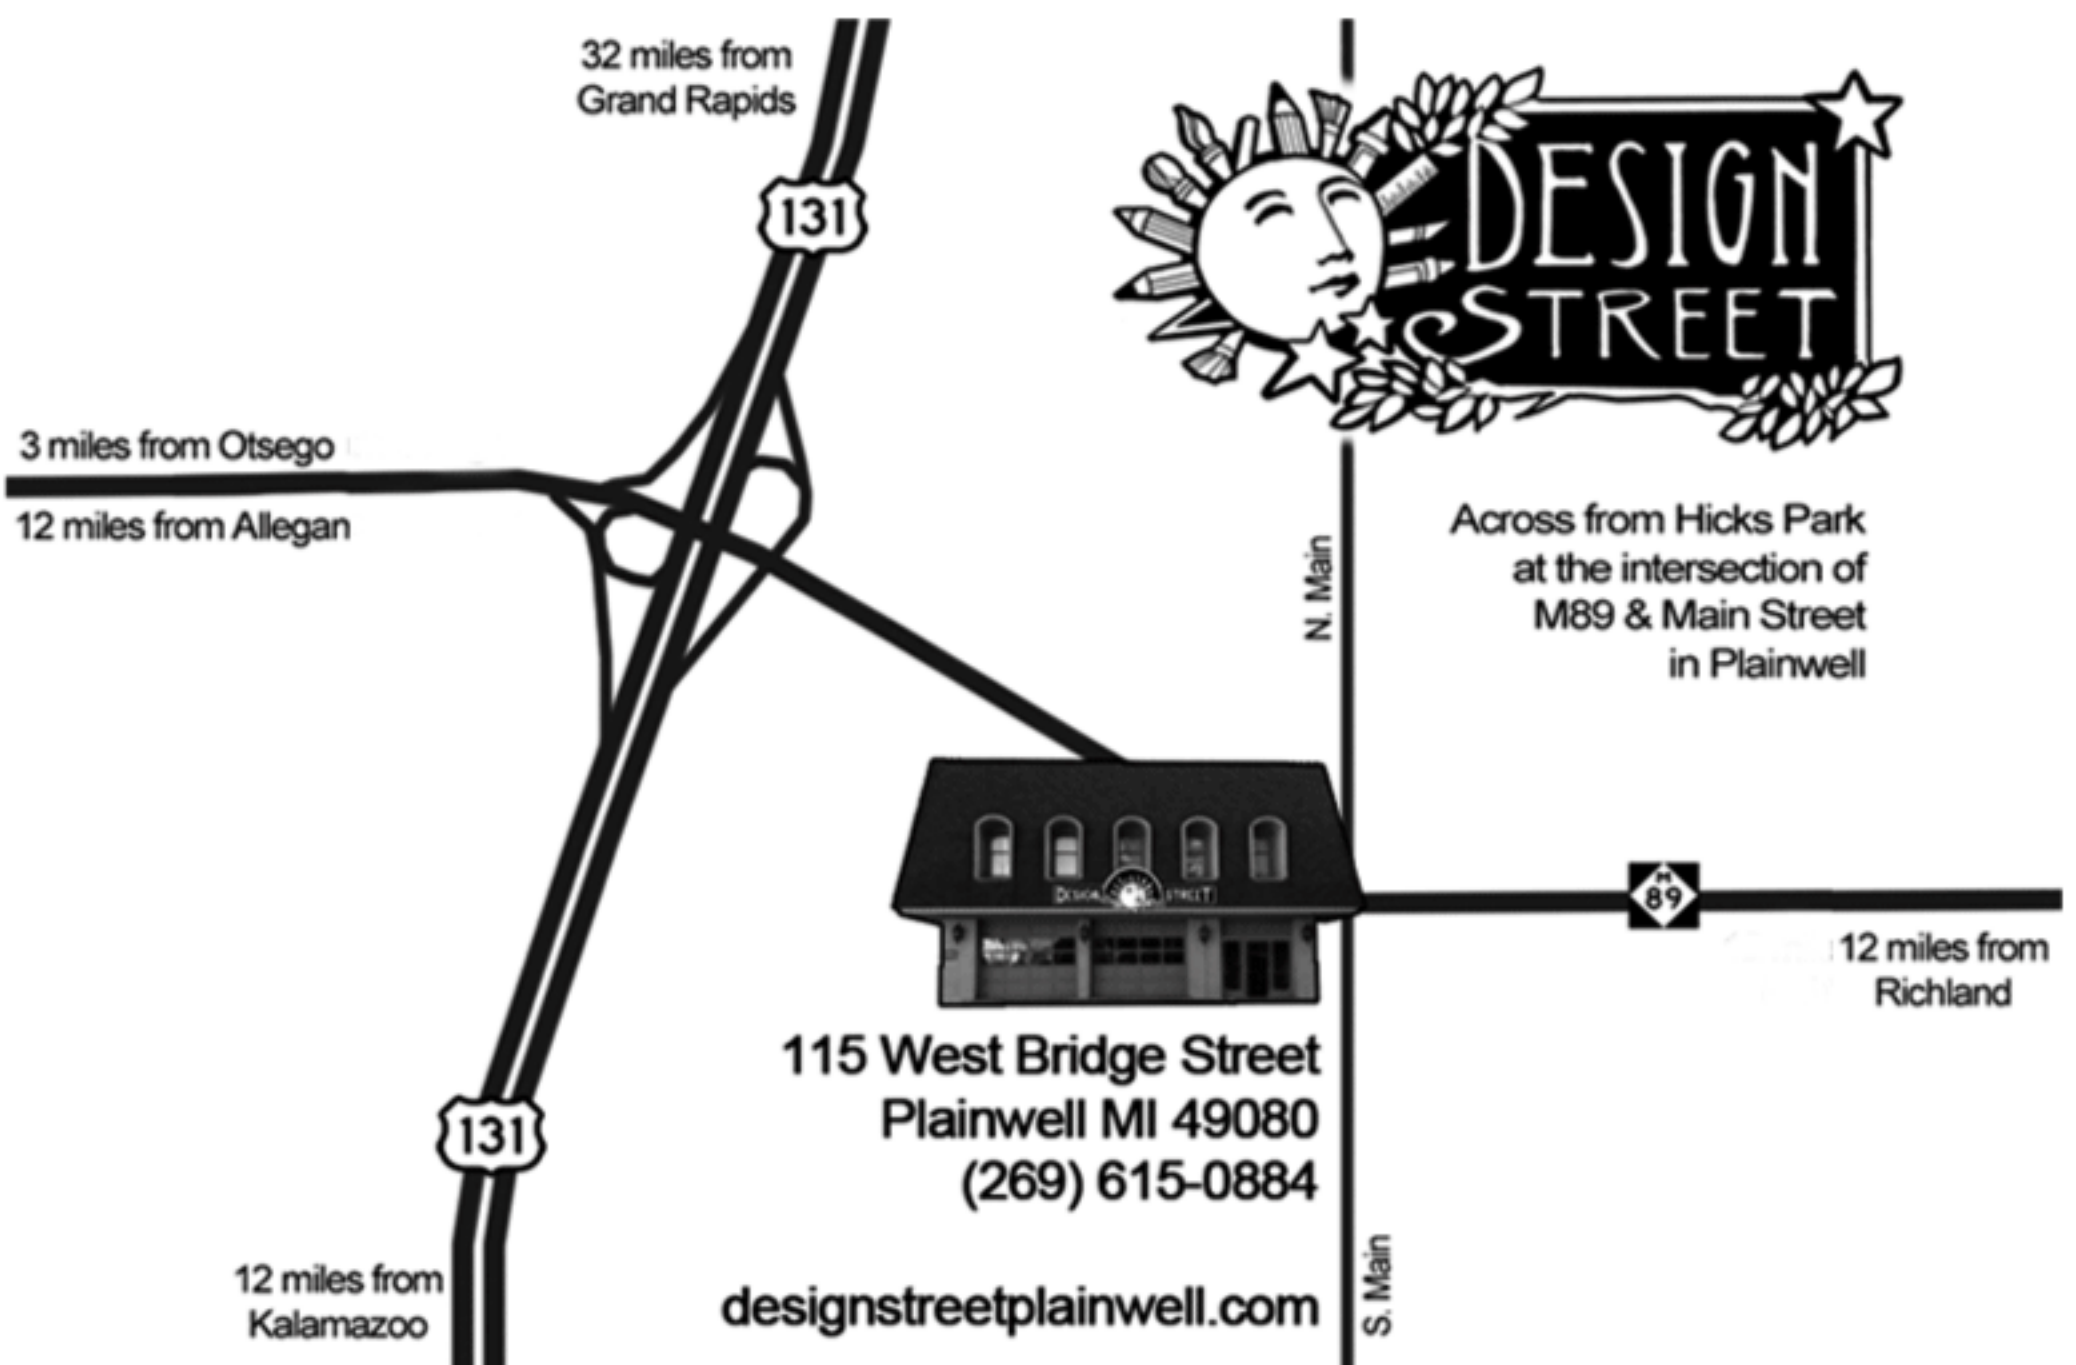 32 miles from
Grand Rapids
131
DESIGN
STREET
3 miles from Otsego
12 miles from Allegan
Across from Hicks Park
at the intersection of
M89 & Main Street
in Plainwell
N. Main
DESIGN STREET
M
89
12 miles from
Richland
115 West Bridge Street
Plainwell MI 49080
(269) 615-0884
131
12 miles from
Kalamazoo
designstreetplainwell.com
S. Main